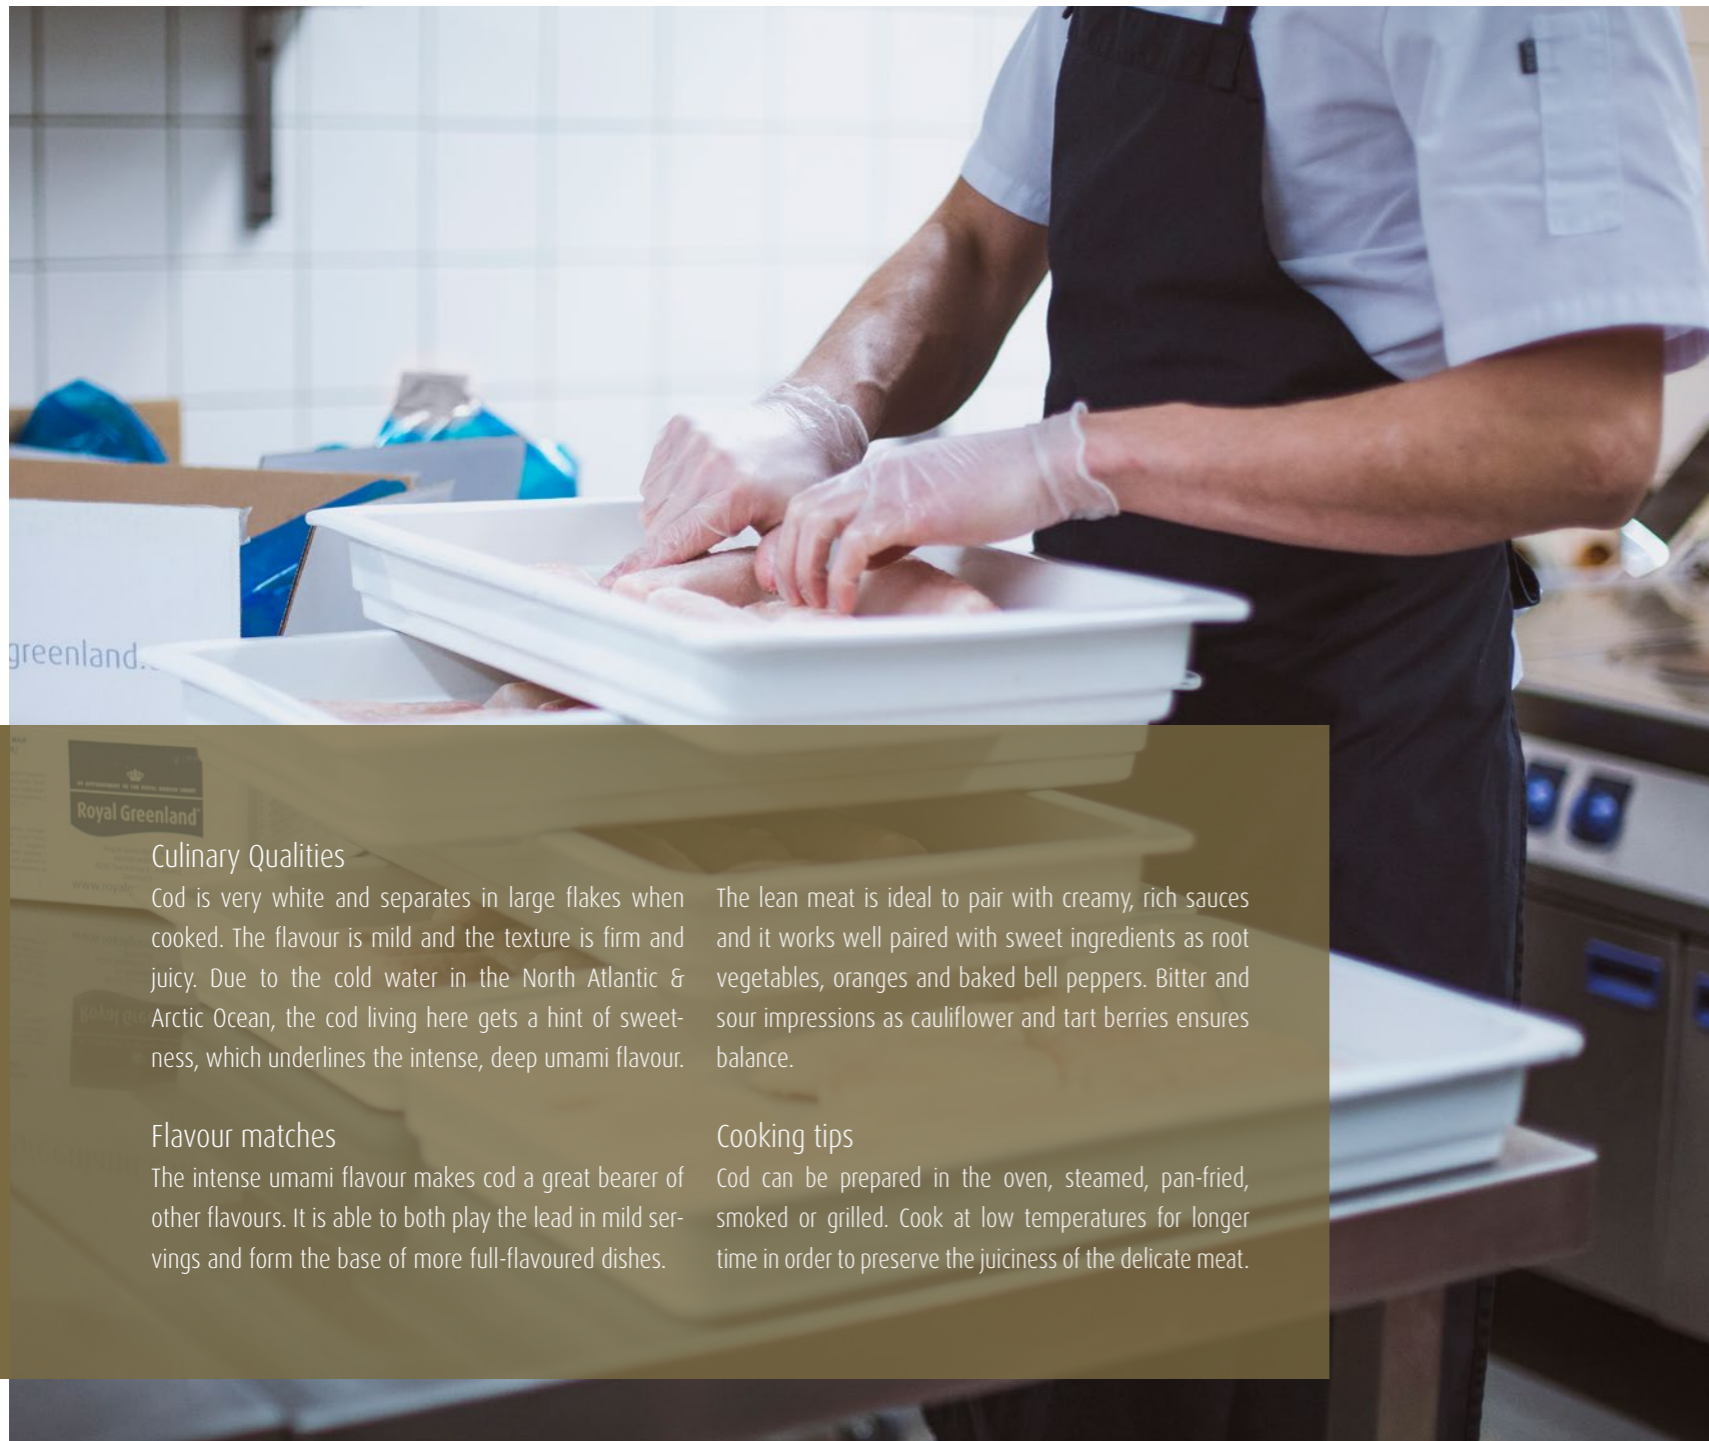 greenland.
Royal Greenland
Culinary Qualities
Cod is very white and separates in large flakes when
cooked. The flavour is mild and the texture is firm and
juicy. Due to the cold water in the North Atlantic &
Arctic Ocean, the cod living here gets a hint of sweet-
ness, which underlines the intense, deep umami flavour.
Flavour matches
The intense umami flavour makes cod a great bearer of
other flavours. It is able to both play the lead in mild ser-
vings and form the base of more full-flavoured dishes.
The lean meat is ideal to pair with creamy, rich sauces
and it works well paired with sweet ingredients as root
vegetables, oranges and baked bell peppers. Bitter and
sour impressions as cauliflower and tart berries ensures
balance.
Cooking tips
Cod can be prepared in the oven, steamed, pan-fried,
smoked or grilled. Cook at low temperatures for longer
time in order to preserve the juiciness of the delicate meat.